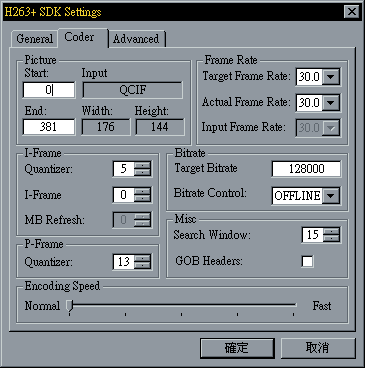 H263+ SDK Settings
General Coder Advanced
Picture
Start: Input
0 QCIF
End: Width: Height:
381 176 144
Frame Rate
Target Frame Rate: 30.0
Actual Frame Rate: 30.0
Input Frame Rate: 30.0
I-Frame
Quantizer: 5
I-Frame 0
MB Refresh: 0
Bitrate
Target Bitrate 128000
Bitrate Control: OFFLINE
P-Frame
Quantizer: 13
Misc
Search Window: 15
GOB Headers:
Encoding Speed
Normal Fast
確定 取消